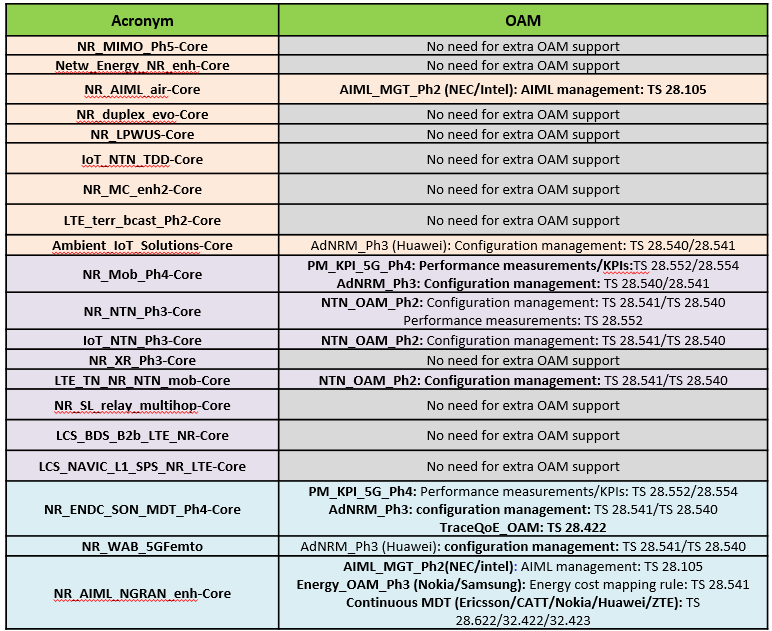 Acronym OAM
NR_MIMO_Ph5-Core No need for extra OAM support
Netw_Energy_NR_enh-Core No need for extra OAM support
NR_AIML_air-Core AIML_MGT_Ph2 (NEC/Intel): AIML management: TS 28.105
NR_duplex_evo-Core No need for extra OAM support
NR_LPWUS-Core No need for extra OAM support
IoT_NTN_TDD-Core No need for extra OAM support
NR_MC_enh2-Core No need for extra OAM support
LTE_terr_bcast_Ph2-Core No need for extra OAM support
Ambient_IoT_Solutions-Core AdNRM_Ph3 (Huawei): Configuration management: TS 28.540/28.541
NR_Mob_Ph4-Core PM_KPI_5G_Ph4: Performance measurements/KPIs:TS 28.552/28.554
AdNRM_Ph3: Configuration management: TS 28.540/28.541
NR_NTN_Ph3-Core NTN_OAM_Ph2: Configuration management: TS 28.541/TS 28.540
Performance measurements: TS 28.552
IoT_NTN_Ph3-Core NTN_OAM_Ph2: Configuration management: TS 28.541/TS 28.540
NR_XR_Ph3-Core No need for extra OAM support
LTE_TN_NR_NTN_mob-Core NTN_OAM_Ph2: Configuration management: TS 28.541/TS 28.540
NR_SL_relay_multihop-Core No need for extra OAM support
LCS_BDS_B2b_LTE_NR-Core No need for extra OAM support
LCS_NAVIC_L1_SPS_NR_LTE-Core No need for extra OAM support
NR_ENDC_SON_MDT_Ph4-Core PM_KPI_5G_Ph4: Performance measurements/KPIs: TS 28.552/28.554
AdNRM_Ph3: configuration management: TS 28.541/TS 28.540
TraceQoE_OAM: TS 28.422
NR_WAB_5GFemto AdNRM_Ph3 (Huawei): configuration management: TS 28.541/TS 28.540
NR_AIML_NGRAN_enh-Core AIML_MGT_Ph2(NEC/intel): AIML management: TS 28.105
Energy_OAM_Ph3 (Nokia/Samsung): Energy cost mapping rule: TS 28.541
Continuous MDT (Ericsson/CATT/Nokia/Huawei/ZTE): TS
28.622/32.422/32.423